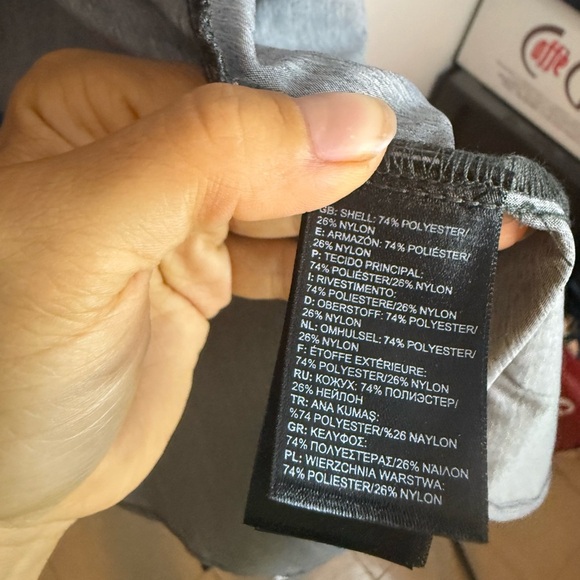 Caffè
GB: SHELL: 74% POLYESTER/
26% NYLON
E: ARMAZÓN: 74% POLIÉSTER/
26% NYLON
P: TECIDO PRINCIPAL:
74% POLIÉSTER/26% NYLON
I: RIVESTIMENTO:
74% POLIESTERE/26% NYLON
D: OBERSTOFF: 74% POLYESTER/
26% NYLON
NL: OMHULSEL: 74% POLYESTER/
26% NYLON
F: ÉTOFFE EXTÉRIEURE:
74% POLYESTER/26% NYLON
RU: КОЖУХ: 74% ПОЛИЭСТЕР/
26% НЕЙЛОН
TR: ANA KUMAŞ:
%74 POLYESTER/%26 NAYLON
GR: ΚΕΛΥΦΟΣ:
74% ΠΟΛΥΕΣΤΕΡΑΣ/26% ΝΑΪΛΟΝ
PL: WIERZCHNIA WARSTWA:
74% POLIESTER/26% NYLON